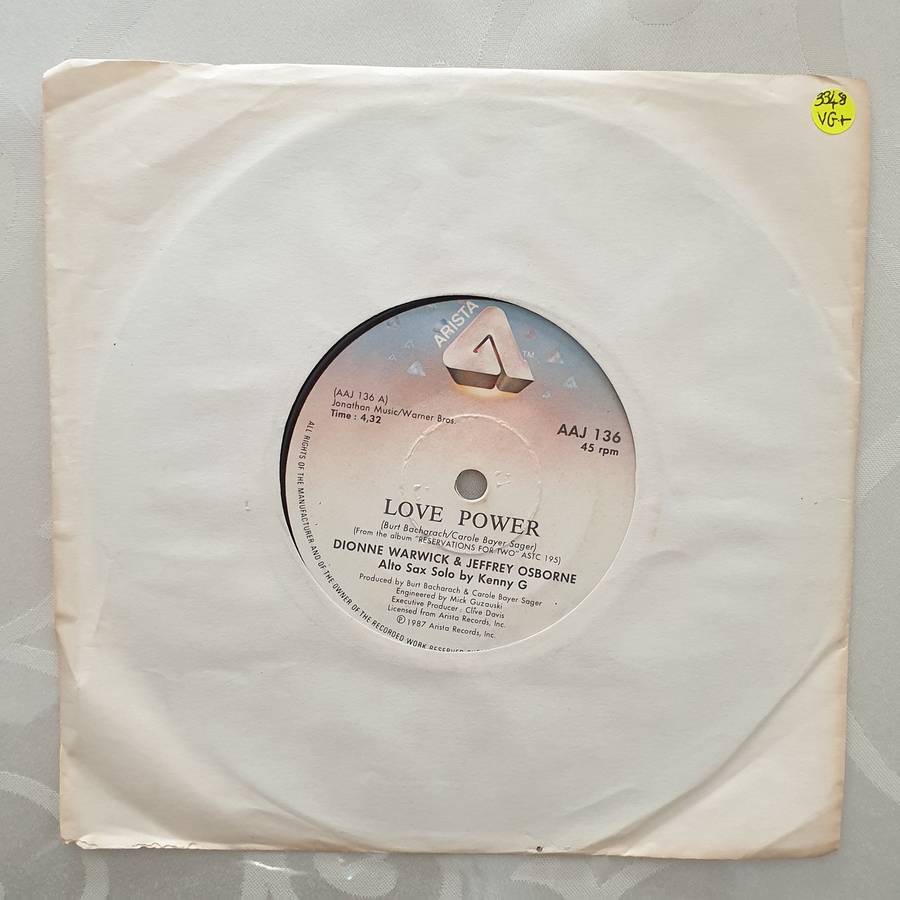 3348
VG+
ARISTA
TM
(AAJ 136 A)
Jonathan Music/Warner Bros.
Time : 4,32
AAJ 136
45 rpm
LOVE POWER
(Burt Bacharach/Carole Bayer Sager)
(From the album "RESERVATIONS FOR TWO" ASTC 195)
DIONNE WARWICK & JEFFREY OSBORNE
Alto Sax Solo by Kenny G
Produced by Burt Bacharach & Carole Bayer Sager
Engineered by Mick Guzauski
Executive Producer : Clive Davis
Licensed from Arista Records, Inc.
℗ 1987 Arista Records, Inc.
ALL RIGHTS OF THE MANUFACTURER AND OF THE OWNER OF THE RECORDED WORK RESERVED